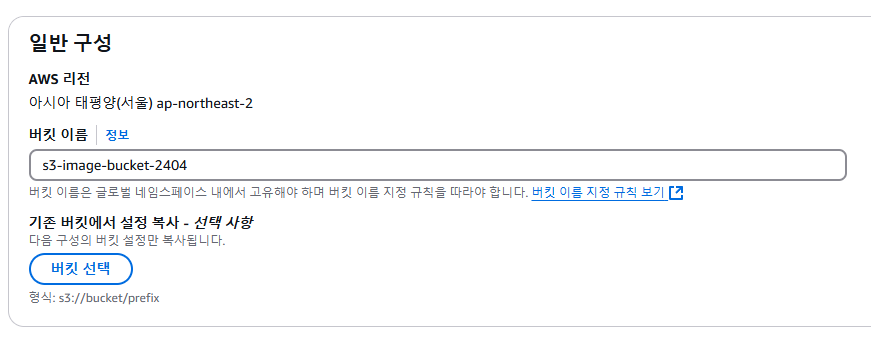 일반 구성
AWS 리전
아시아 태평양(서울) ap-northeast-2
버킷 이름 정보
s3-image-bucket-2404
버킷 이름은 글로벌 네임스페이스 내에서 고유해야 하며 버킷 이름 지정 규칙을 따라야 합니다. 버킷 이름 지정 규칙 보기
기존 버킷에서 설정 복사 - 선택 사항
다음 구성의 버킷 설정만 복사됩니다.
버킷 선택
형식: s3://bucket/prefix